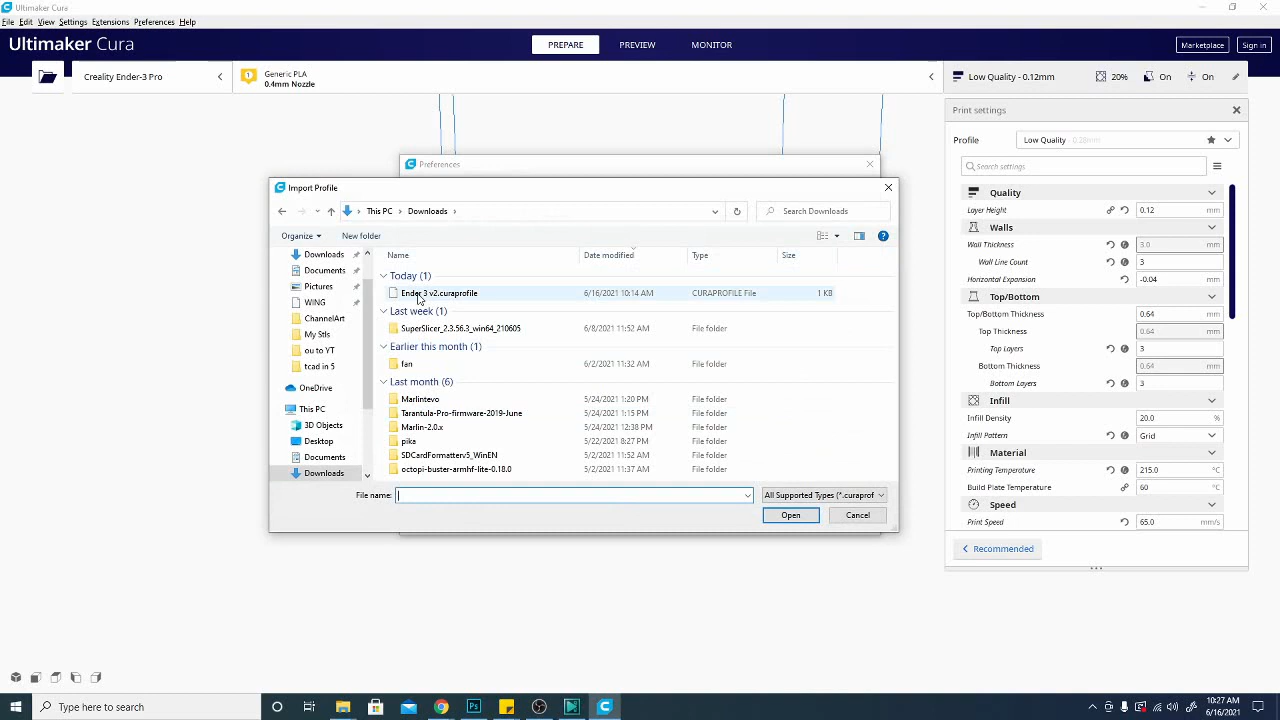 Ultimaker Cura
File Edit View Settings Extensions Preferences Help
Ultimaker Cura
PREPARE PREVIEW MONITOR
Marketplace Sign in
Creality Ender-3 Pro
1 Generic PLA
0.4mm Nozzle
Low Quality - 0.12mm 20% On On
Print settings
Profile Low Quality - 0.28mm
Search settings
Quality
Layer Height 0.12 mm
Walls
Wall Thickness 3.0 mm
Wall Line Count 3
Horizontal Expansion -0.04 mm
Top/Bottom
Top/Bottom Thickness 0.64 mm
Top Thickness 0.64 mm
Top Layers 3
Bottom Thickness 0.64 mm
Bottom Layers 3
Infill
Infill Density 20.0 %
Infill Pattern Grid
Material
Printing Temperature 215.0 °C
Build Plate Temperature 60 °C
Speed
Print Speed 65.0 mm/s
Recommended
Preferences
Import Profile
This PC Downloads
Search Downloads
Organize New folder
Downloads
Documents
Pictures
WING
ChannelArt
My Stls
ou to YT
tcad in 5
OneDrive
This PC
3D Objects
Desktop
Documents
Downloads
Name Date modified Type Size
Today (1)
Ender 3 v2.curaprofile 6/16/2021 10:14 AM CURAPROFILE File 1 KB
Last week (1)
SuperSlicer_2.3.56.3_win64_210605 6/8/2021 11:52 AM File folder
Earlier this month (1)
fan 6/2/2021 11:32 AM File folder
Last month (6)
Marlintevo 5/24/2021 1:20 PM File folder
Tarantula-Pro-firmware-2019-June 5/24/2021 1:15 PM File folder
Marlin-2.0.x 5/24/2021 12:38 PM File folder
pika 5/22/2021 8:27 PM File folder
SDCardFormatterv5_WinEN 5/2/2021 11:52 AM File folder
octopi-buster-armhf-lite-0.18.0 5/2/2021 11:37 AM File folder
File name: All Supported Types (*.curaprof
Open Cancel
Type here to search
Ps
10:27 AM
6/16/2021